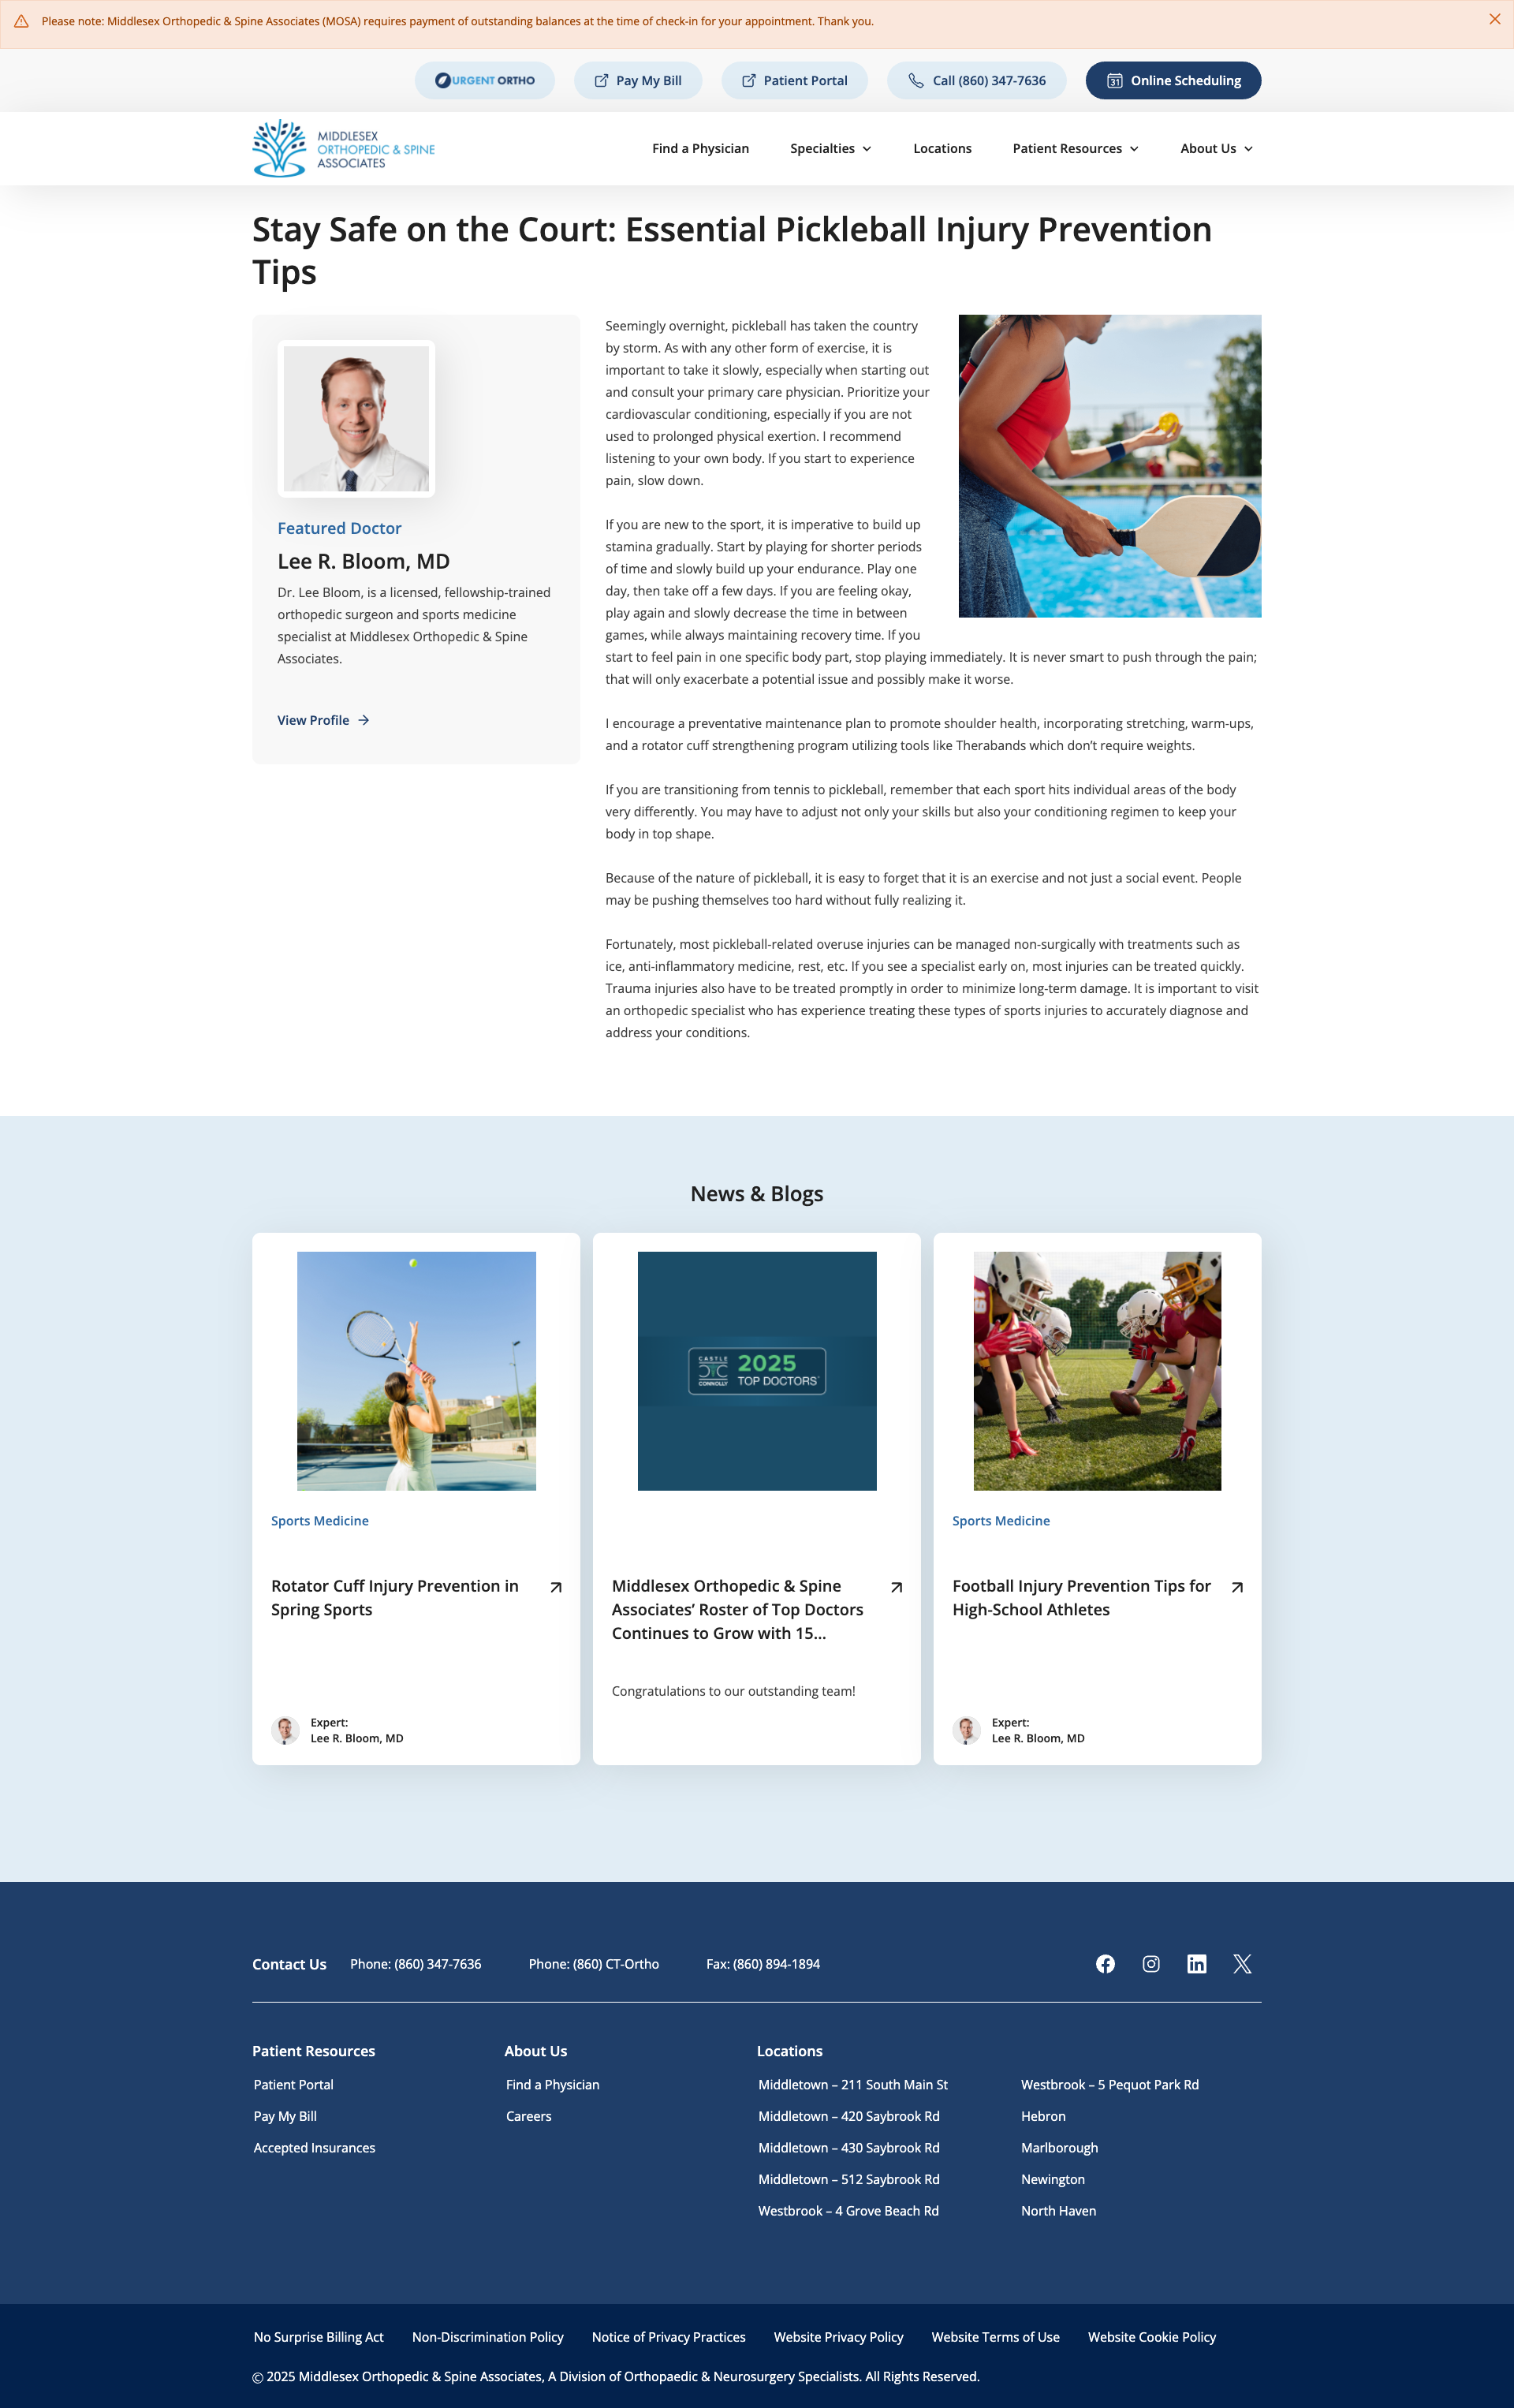 Please note: Middlesex Orthopedic & Spine Associates (MOSA) requires payment of outstanding balances at the time of check-in for your appointment. Thank you.
URGENT ORTHO
Pay My Bill
Patient Portal
Call (860) 347-7636
31
Online Scheduling
MIDDLESEX
ORTHOPEDIC & SPINE
ASSOCIATES
Find a Physician
Specialties
Locations
Patient Resources
About Us
Stay Safe on the Court: Essential Pickleball Injury Prevention
Tips
Featured Doctor
Lee R. Bloom, MD
Dr. Lee Bloom, is a licensed, fellowship-trained
orthopedic surgeon and sports medicine
specialist at Middlesex Orthopedic & Spine
Associates.
View Profile
Seemingly overnight, pickleball has taken the country
by storm. As with any other form of exercise, it is
important to take it slowly, especially when starting out
and consult your primary care physician. Prioritize your
cardiovascular conditioning, especially if you are not
used to prolonged physical exertion. I recommend
listening to your own body. If you start to experience
pain, slow down.
If you are new to the sport, it is imperative to build up
stamina gradually. Start by playing for shorter periods
of time and slowly build up your endurance. Play one
day, then take off a few days. If you are feeling okay,
play again and slowly decrease the time in between
games, while always maintaining recovery time. If you
start to feel pain in one specific body part, stop playing immediately. It is never smart to push through the pain;
that will only exacerbate a potential issue and possibly make it worse.
I encourage a preventative maintenance plan to promote shoulder health, incorporating stretching, warm-ups,
and a rotator cuff strengthening program utilizing tools like Therabands which don’t require weights.
If you are transitioning from tennis to pickleball, remember that each sport hits individual areas of the body
very differently. You may have to adjust not only your skills but also your conditioning regimen to keep your
body in top shape.
Because of the nature of pickleball, it is easy to forget that it is an exercise and not just a social event. People
may be pushing themselves too hard without fully realizing it.
Fortunately, most pickleball-related overuse injuries can be managed non-surgically with treatments such as
ice, anti-inflammatory medicine, rest, etc. If you see a specialist early on, most injuries can be treated quickly.
Trauma injuries also have to be treated promptly in order to minimize long-term damage. It is important to visit
an orthopedic specialist who has experience treating these types of sports injuries to accurately diagnose and
address your conditions.
News & Blogs
Sports Medicine
Rotator Cuff Injury Prevention in
Spring Sports
Expert:
Lee R. Bloom, MD
CASTLE
CONNOLLY
2025
TOP DOCTORS
Middlesex Orthopedic & Spine
Associates’ Roster of Top Doctors
Continues to Grow with 15...
Congratulations to our outstanding team!
Sports Medicine
Football Injury Prevention Tips for
High-School Athletes
Expert:
Lee R. Bloom, MD
Contact Us
Phone: (860) 347-7636
Phone: (860) CT-Ortho
Fax: (860) 894-1894
Patient Resources
Patient Portal
Pay My Bill
Accepted Insurances
About Us
Find a Physician
Careers
Locations
Middletown – 211 South Main St
Middletown – 420 Saybrook Rd
Middletown – 430 Saybrook Rd
Middletown – 512 Saybrook Rd
Westbrook – 4 Grove Beach Rd
Westbrook – 5 Pequot Park Rd
Hebron
Marlborough
Newington
North Haven
No Surprise Billing Act
Non-Discrimination Policy
Notice of Privacy Practices
Website Privacy Policy
Website Terms of Use
Website Cookie Policy
© 2025 Middlesex Orthopedic & Spine Associates, A Division of Orthopaedic & Neurosurgery Specialists. All Rights Reserved.